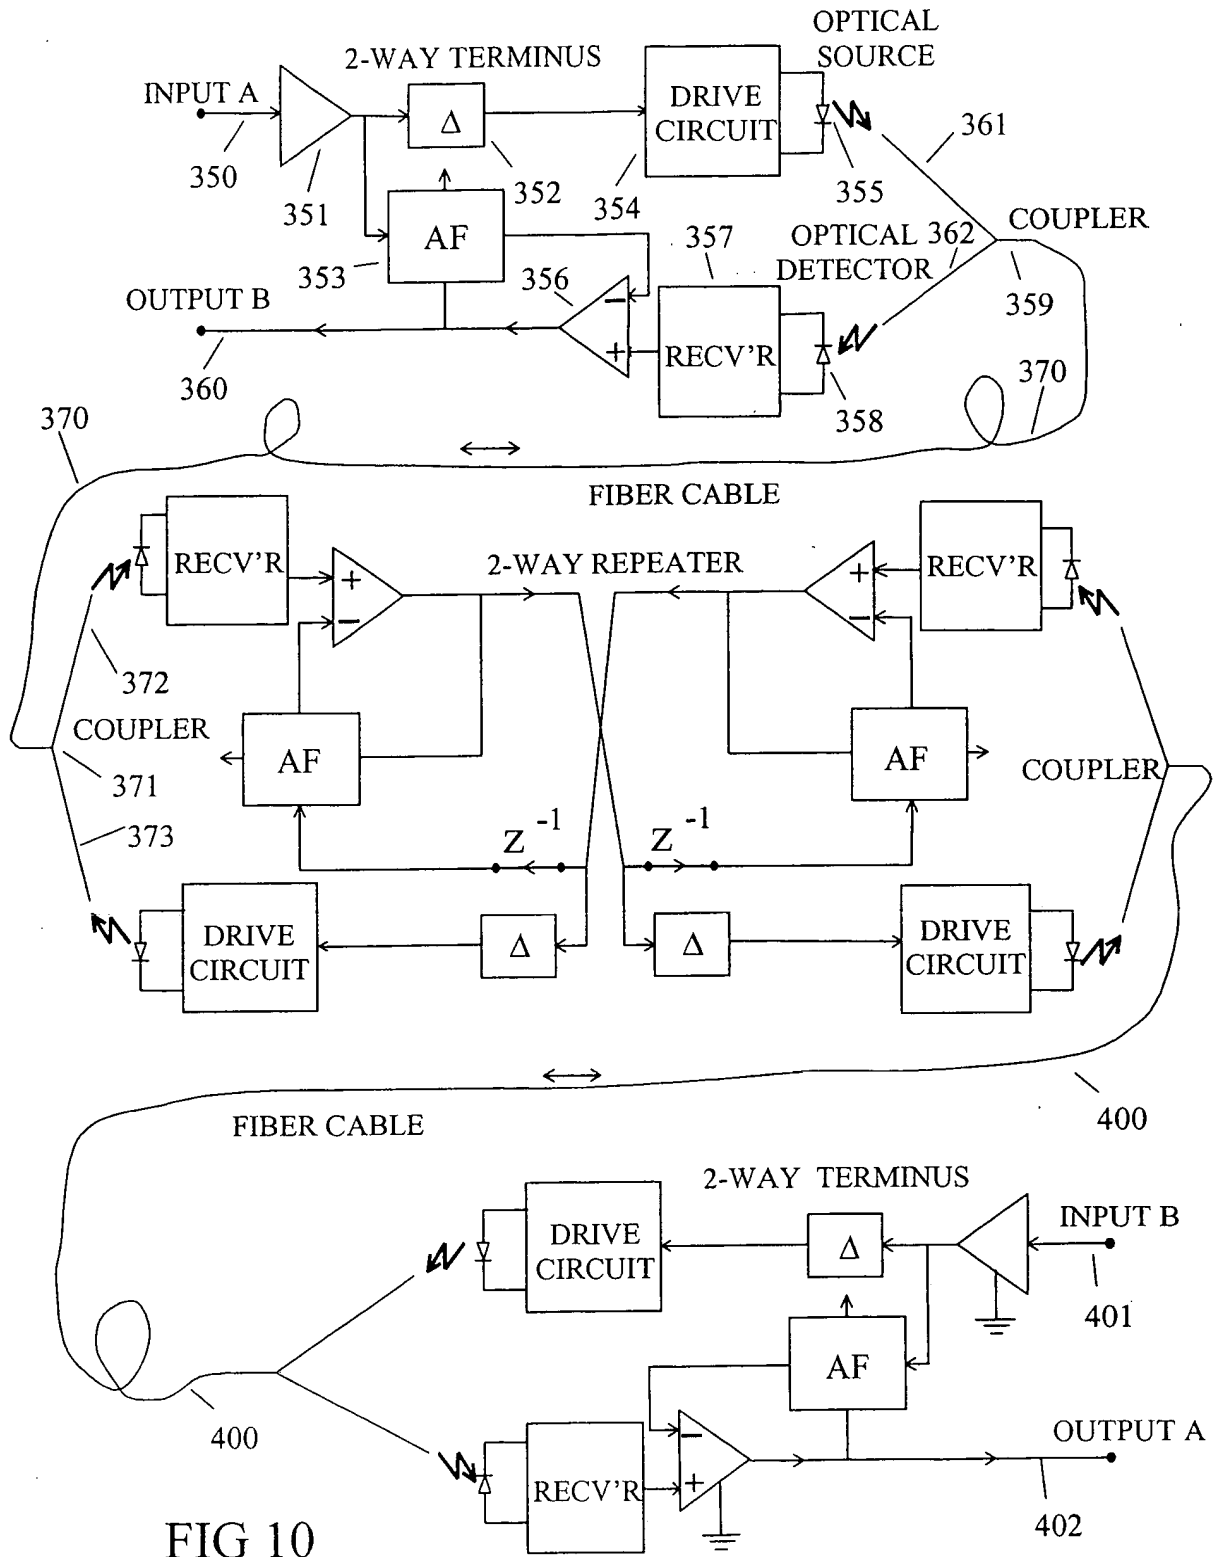 OPTICAL
SOURCE
2-WAY TERMINUS
INPUT A
Δ
DRIVE
CIRCUIT
350
351
352
354
355
361
AF
353
357
OPTICAL
DETECTOR
362
COUPLER
359
OUTPUT B
356
−
+
RECV'R
360
358
370
370
FIBER CABLE
RECV'R
+
−
2-WAY REPEATER
+
−
RECV'R
372
COUPLER
AF
AF
COUPLER
371
373
Z -1
Z -1
DRIVE
CIRCUIT
Δ
Δ
DRIVE
CIRCUIT
400
FIBER CABLE
2-WAY TERMINUS
DRIVE
CIRCUIT
Δ
INPUT B
401
AF
400
−
+
RECV'R
OUTPUT A
402
FIG 10